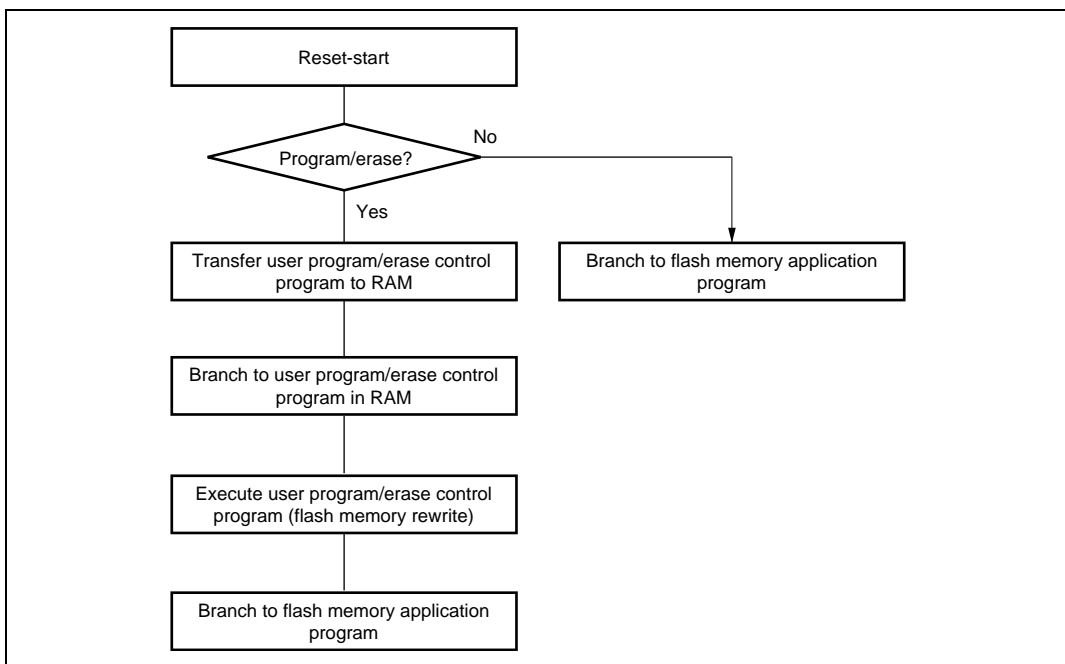 Reset-start
Program/erase?
No
Yes
Transfer user program/erase control
program to RAM
Branch to flash memory application
program
Branch to user program/erase control
program in RAM
Execute user program/erase control
program (flash memory rewrite)
Branch to flash memory application
program